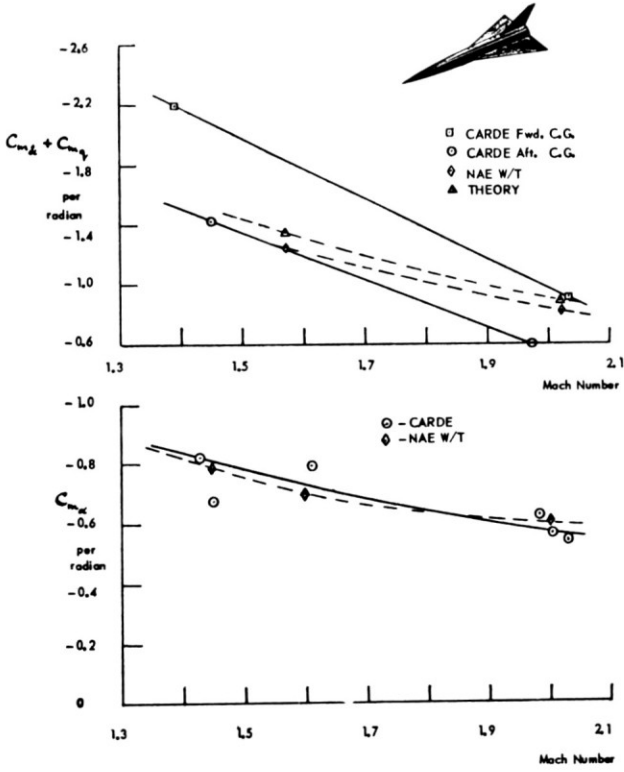 -2.6
-2.2
C_mα̇ + C_mq
-1.8
per
radian
-1.4
-1.0
-0.6
CARDE Fwd. C.G.
CARDE Aft. C.G.
NAE W/T
THEORY
1.3 1.5 1.7 1.9 2.1
Mach Number
-1.0
-0.8
C_mα
-0.6
per
radian
-0.4
-0.2
0
- CARDE
- NAE W/T
1.3 1.5 1.7 1.9 2.1
Mach Number